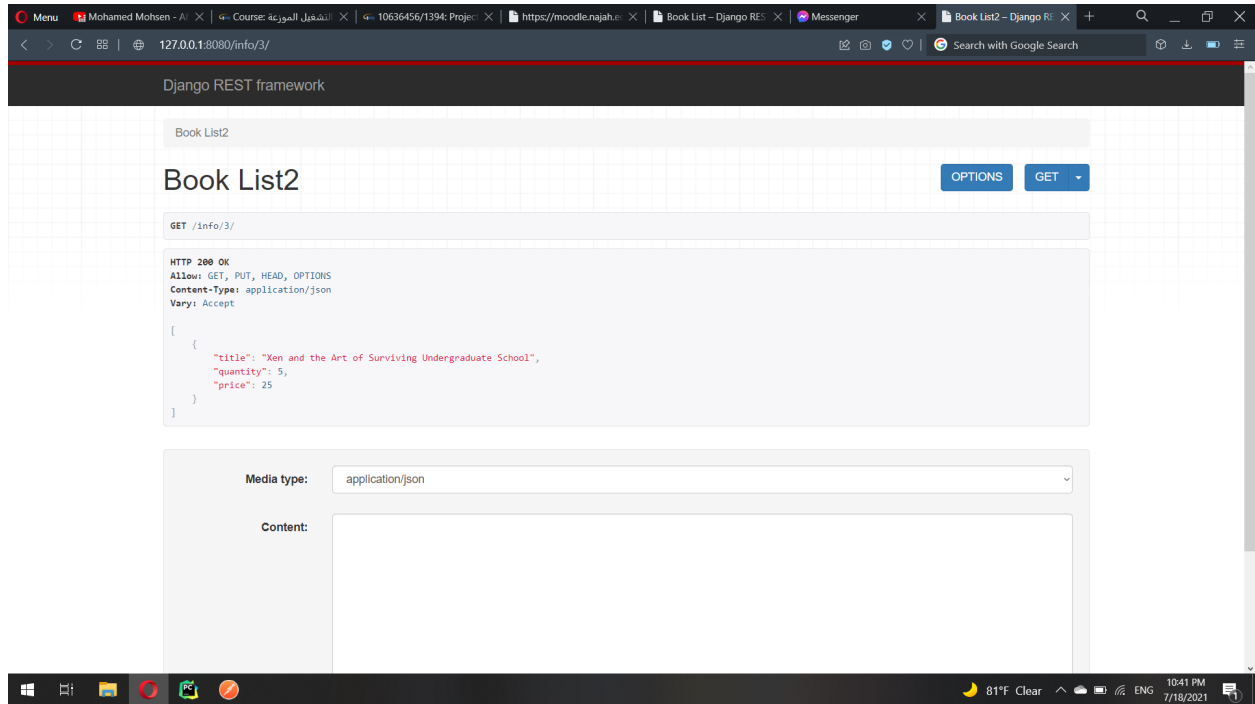 Menu
Mohamed Mohsen - Al
Course: التشغيل الموزعة
10636456/1394: Project
https://moodle.najah.ed
Book List – Django RES
Messenger
Book List2 – Django RE
127.0.0.1:8080/info/3/
Search with Google Search
Django REST framework
Book List2
Book List2
OPTIONS
GET
GET /info/3/
HTTP 200 OK
Allow: GET, PUT, HEAD, OPTIONS
Content-Type: application/json
Vary: Accept
[
{
"title": "Xen and the Art of Surviving Undergraduate School",
"quantity": 5,
"price": 25
}
]
Media type:
application/json
Content:
81°F Clear
ENG
10:41 PM
7/18/2021
1